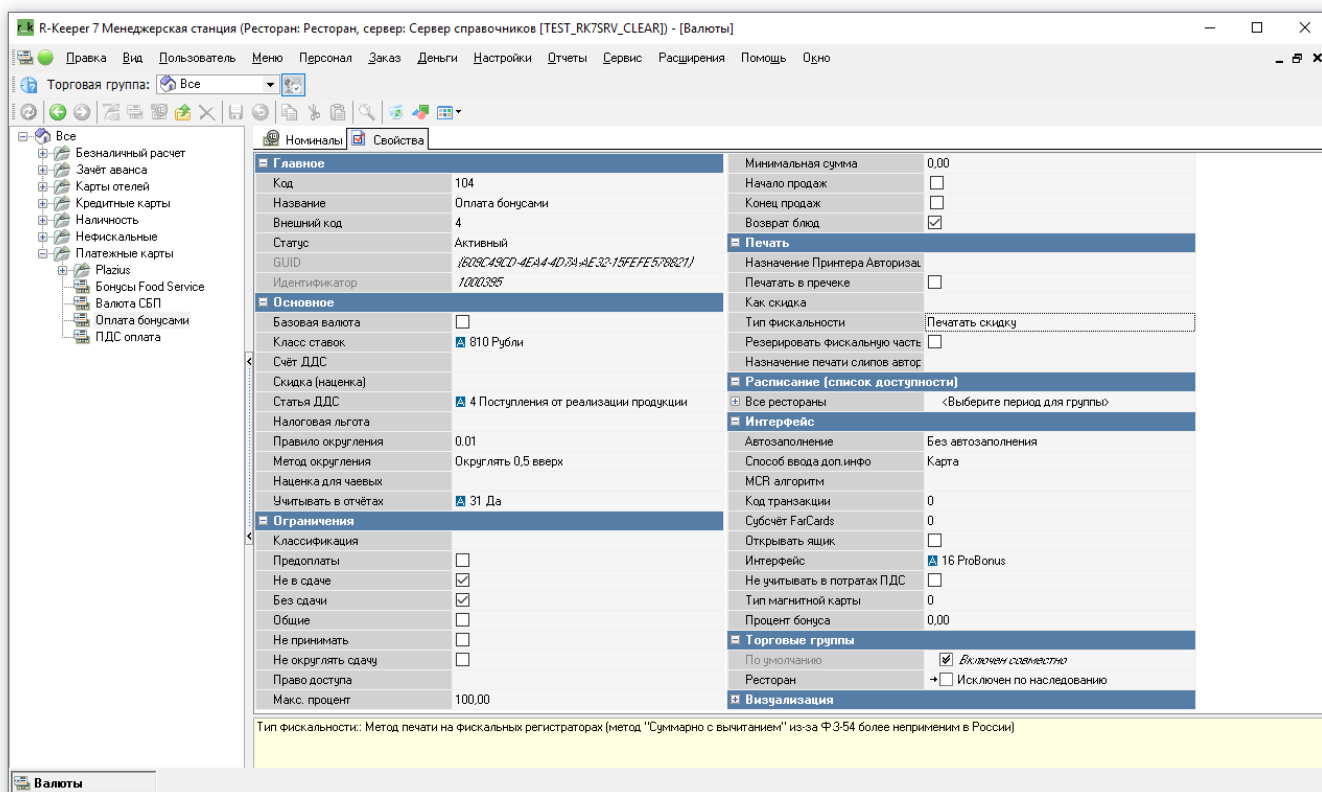 R-Keeper 7 Менеджерская станция (Ресторан: Ресторан, сервер: Сервер справочников [TEST_RK7SRV_CLEAR]) - [Валюты]
Правка Вид Пользователь Меню Персонал Заказ Деньги Настройки Отчеты Сервис Расширения Помощь Окно
Торговая группа: Все
Все
Безналичный расчет
Зачёт аванса
Карты отелей
Кредитные карты
Наличность
Нефискальные
Платежные карты
Plazius
Бонусы Food Service
Валюта СБП
Оплата бонусами
ПДС оплата
Номиналы Свойства
Главное
Код 104
Название Оплата бонусами
Внешний код 4
Статус Активный
GUID {609C49CD-4EA4-4D7A-AE32-15FEFE578821}
Идентификатор 1000395
Основное
Базовая валюта
Класс ставок 810 Рубли
Счёт ДДС
Скидка (наценка)
Статья ДДС 4 Поступления от реализации продукции
Налоговая льгота
Правило округления 0.01
Метод округления Округлять 0,5 вверх
Наценка для чаевых
Учитывать в отчётах 31 Да
Ограничения
Классификация
Предоплаты
Не в сдаче
Без сдачи
Общие
Не принимать
Не округлять сдачу
Право доступа
Макс. процент 100,00
Минимальная сумма 0,00
Начало продаж
Конец продаж
Возврат блюд
Печать
Назначение Принтера Авторизац
Печатать в пречеке
Как скидка
Тип фискальности Печатать скидку
Резерировать фискальную часть
Назначение печати слипов автор
Расписание (список доступности)
Все рестораны <Выберите период для группы>
Интерфейс
Автозаполнение Без автозаполнения
Способ ввода доп.инфо Карта
MCR алгоритм
Код транзакции 0
Субсчёт FarCards 0
Открывать ящик
Интерфейс 16 ProBonus
Не учитывать в потратах ПДС
Тип магнитной карты 0
Процент бонуса 0,00
Торговые группы
По умолчанию Включен совместно
Ресторан Исключен по наследованию
Визуализация
Тип фискальности:: Метод печати на фискальных регистраторах (метод "Суммарно с вычитанием" из-за ФЗ-54 более неприменим в России)
Валюты